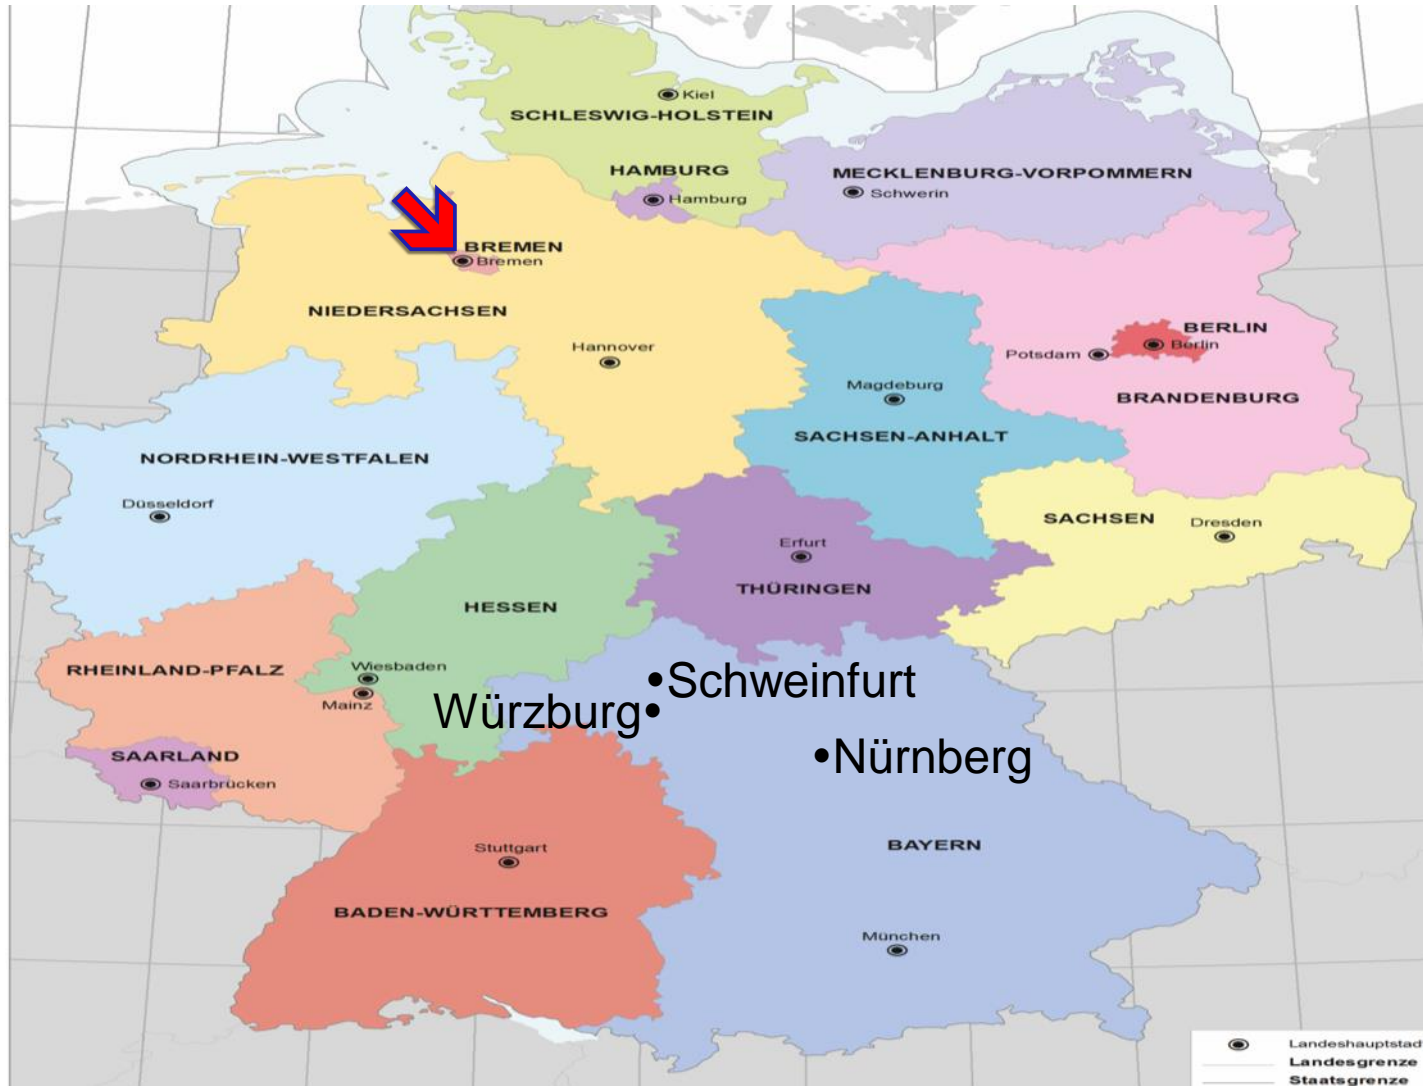 Kiel
SCHLESWIG-HOLSTEIN
HAMBURG
Hamburg
MECKLENBURG-VORPOMMERN
Schwerin
BREMEN
Bremen
NIEDERSACHSEN
Hannover
BERLIN
Berlin
Potsdam
BRANDENBURG
Magdeburg
SACHSEN-ANHALT
NORDRHEIN-WESTFALEN
Düsseldorf
SACHSEN
Dresden
Erfurt
THÜRINGEN
HESSEN
RHEINLAND-PFALZ
Wiesbaden
Mainz
•Schweinfurt
Würzburg•
•Nürnberg
SAARLAND
Saarbrücken
Stuttgart
BAYERN
BADEN-WÜRTTEMBERG
München
Landeshauptstad
Landesgrenze
Staatsgrenze